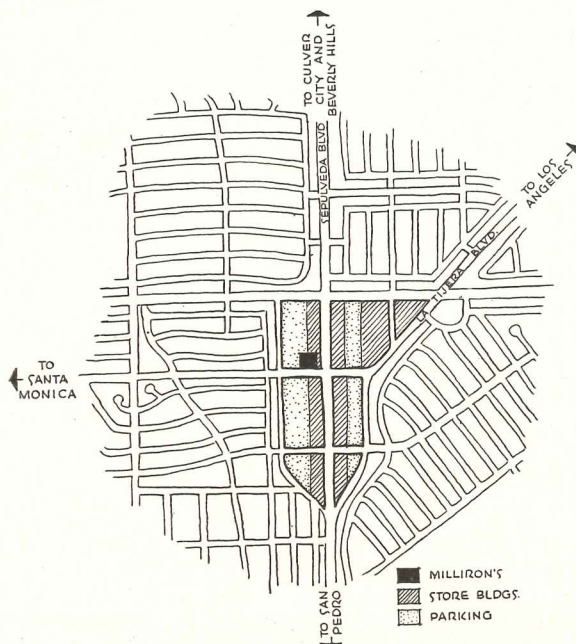 TO CULVER
CITY AND
BEVERLY HILLS
SEPULVEDA BLVD
TO LOS
ANGELES
LA TIJERA BLVD.
TO
SANTA
MONICA
TO SAN
PEDRO
MILLIRON'S
STORE BLDGS.
PARKING